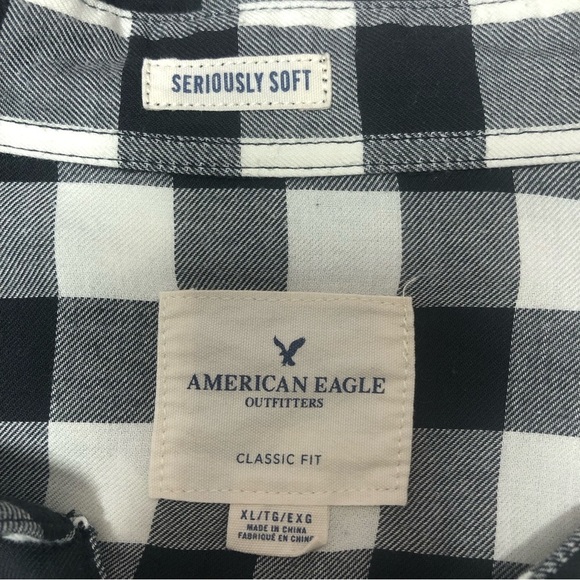 SERIOUSLY SOFT
AMERICAN EAGLE
OUTFITTERS
CLASSIC FIT
XL/TG/EXG
MADE IN CHINA
FABRIQUÉ EN CHINE